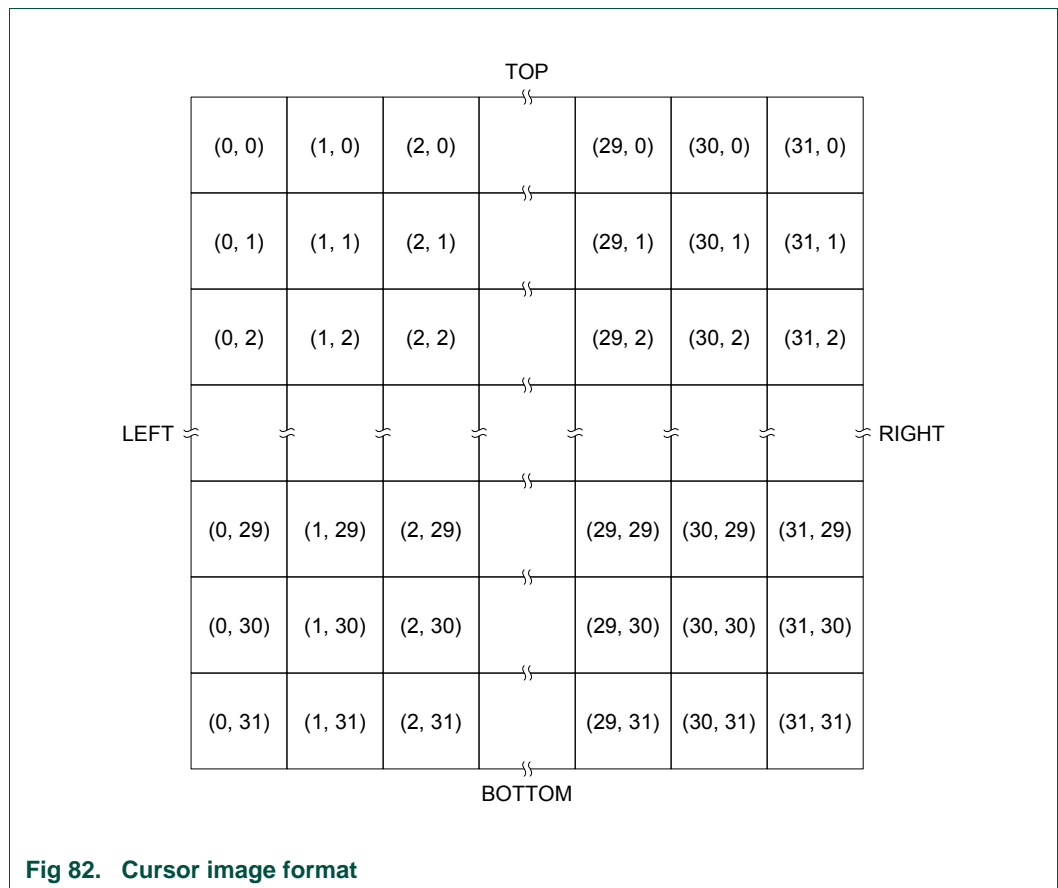 TOP
(0, 0) (1, 0) (2, 0) (29, 0) (30, 0) (31, 0)
(0, 1) (1, 1) (2, 1) (29, 1) (30, 1) (31, 1)
(0, 2) (1, 2) (2, 2) (29, 2) (30, 2) (31, 2)
LEFT RIGHT
(0, 29) (1, 29) (2, 29) (29, 29) (30, 29) (31, 29)
(0, 30) (1, 30) (2, 30) (29, 30) (30, 30) (31, 30)
(0, 31) (1, 31) (2, 31) (29, 31) (30, 31) (31, 31)
BOTTOM
Fig 82. Cursor image format